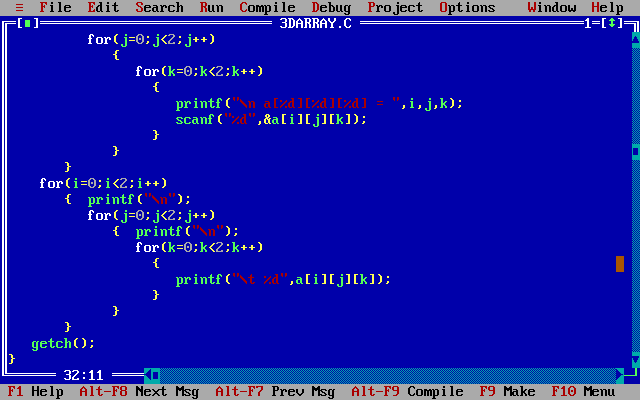 ≡ File Edit Search Run Compile Debug Project Options Window Help
[■] 3DARRAY.C 1=[↕]
for(j=0;j<2;j++)
{
for(k=0;k<2;k++)
{
printf("\n a[%d][%d][%d] = ",i,j,k);
scanf("%d",&a[i][j][k]);
}
}
}
for(i=0;i<2;i++)
{ printf("\n");
for(j=0;j<2;j++)
{ printf("\n");
for(k=0;k<2;k++)
{
printf("\t %d",a[i][j][k]);
}
}
}
getch();
}
32:11
F1 Help Alt-F8 Next Msg Alt-F7 Prev Msg Alt-F9 Compile F9 Make F10 Menu